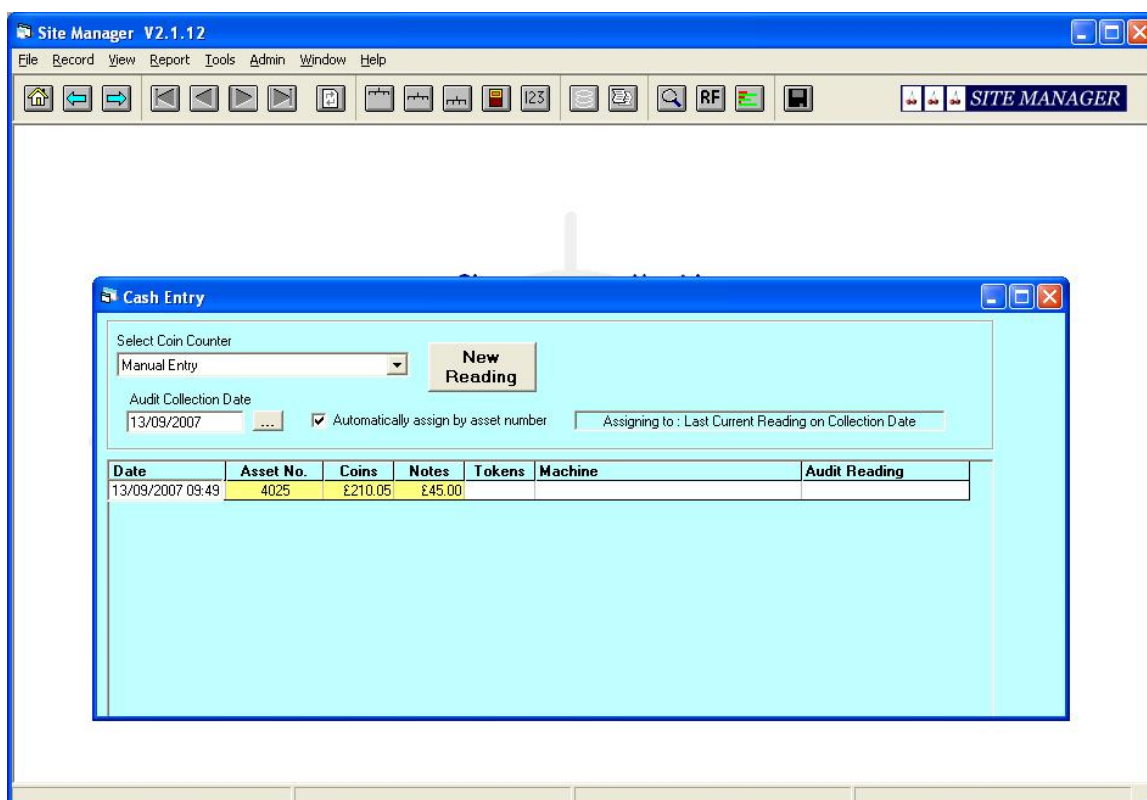 Site Manager V2.1.12
File Record View Report Tools Admin Window Help
123 RF SITE MANAGER
Cash Entry
Select Coin Counter
Manual Entry
New
Reading
Audit Collection Date
13/09/2007 ... Automatically assign by asset number Assigning to : Last Current Reading on Collection Date
Date Asset No. Coins Notes Tokens Machine Audit Reading
13/09/2007 09:49 4025 £210.05 £45.00